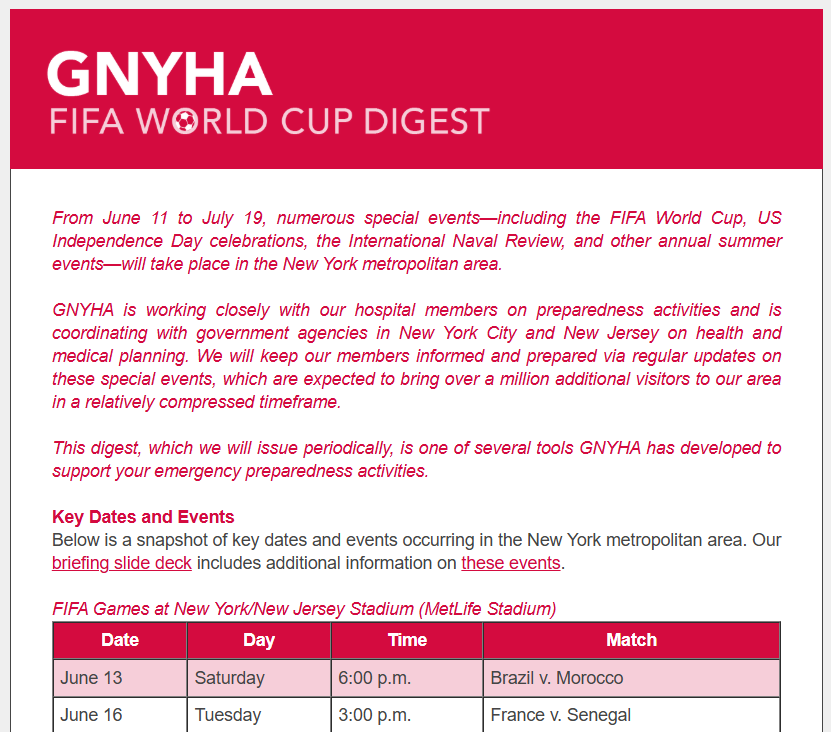 GNYHA
FIFA WORLD CUP DIGEST
From June 11 to July 19, numerous special events—including the FIFA World Cup, US
Independence Day celebrations, the International Naval Review, and other annual summer
events—will take place in the New York metropolitan area.
GNYHA is working closely with our hospital members on preparedness activities and is
coordinating with government agencies in New York City and New Jersey on health and
medical planning. We will keep our members informed and prepared via regular updates on
these special events, which are expected to bring over a million additional visitors to our area
in a relatively compressed timeframe.
This digest, which we will issue periodically, is one of several tools GNYHA has developed to
support your emergency preparedness activities.
Key Dates and Events
Below is a snapshot of key dates and events occurring in the New York metropolitan area. Our
briefing slide deck includes additional information on these events.
FIFA Games at New York/New Jersey Stadium (MetLife Stadium)
Date Day Time Match
June 13 Saturday 6:00 p.m. Brazil v. Morocco
June 16 Tuesday 3:00 p.m. France v. Senegal